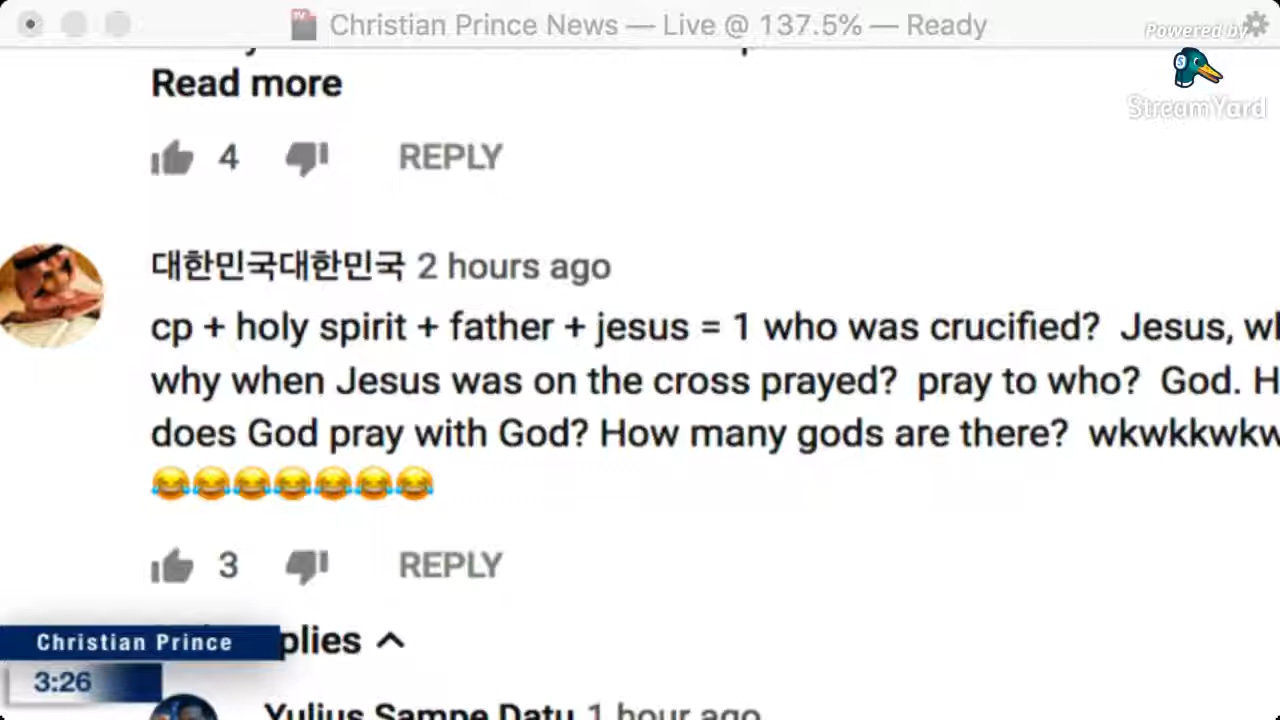 Christian Prince News — Live @ 137.5% — Ready
Powered by
StreamYard
Read more
4 REPLY
대한민국대한민국 2 hours ago
cp + holy spirit + father + jesus = 1 who was crucified? Jesus,
why when Jesus was on the cross prayed? pray to who? God.
does God pray with God? How many gods are there? wkwkkwkw
😂😂😂😂😂😂😂
3 REPLY
Christian Prince
3:26
Yulius Sampe Datu 1 hour ago